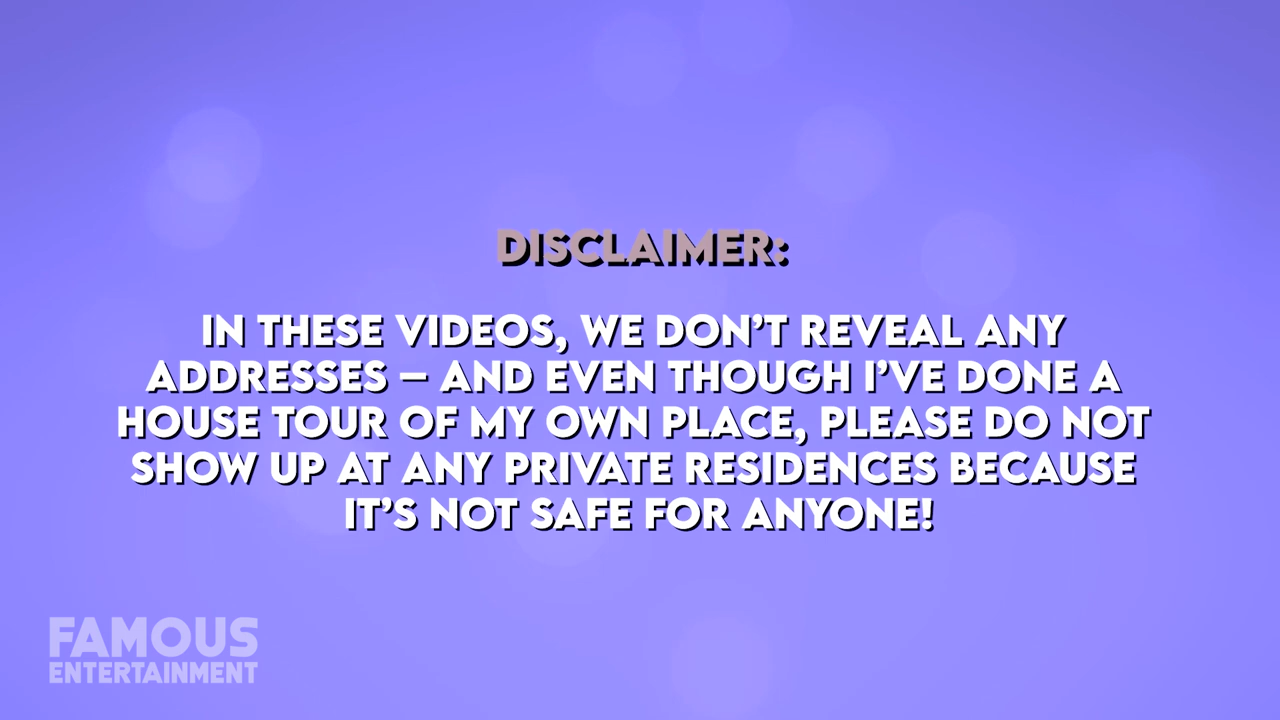 DISCLAIMER:
IN THESE VIDEOS, WE DON'T REVEAL ANY
ADDRESSES – AND EVEN THOUGH I'VE DONE A
HOUSE TOUR OF MY OWN PLACE, PLEASE DO NOT
SHOW UP AT ANY PRIVATE RESIDENCES BECAUSE
IT'S NOT SAFE FOR ANYONE!
FAMOUS
ENTERTAINMENT